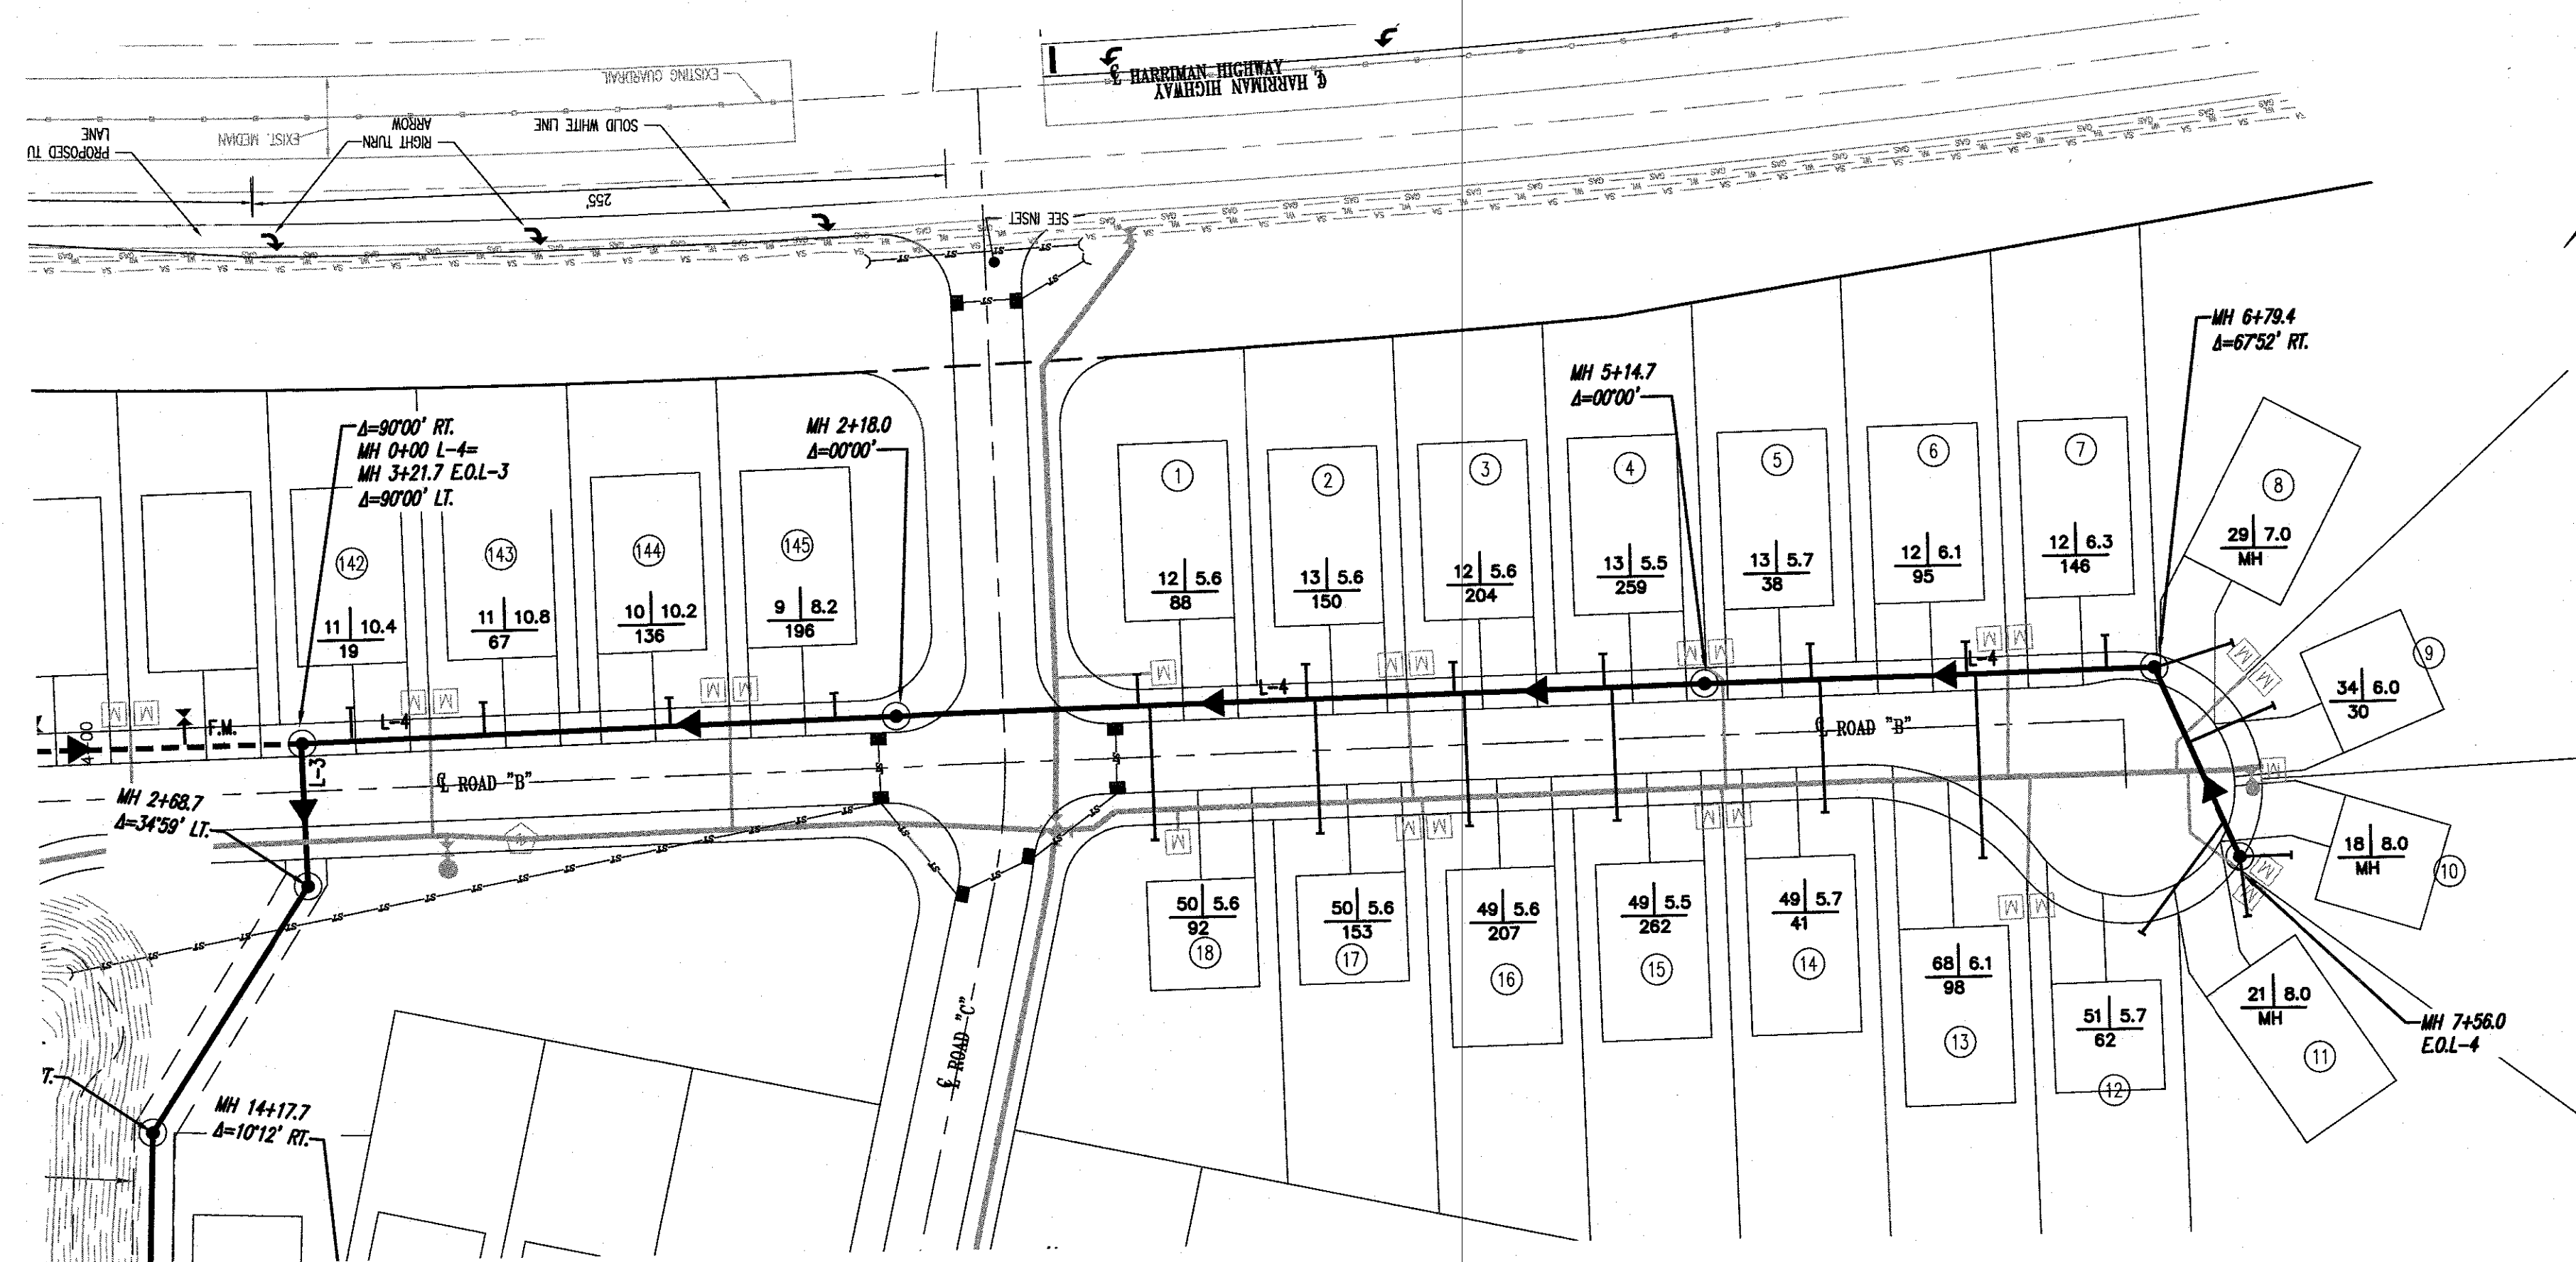 EXISTING GUARDRAIL
EXIST. MEDIAN
PROPOSED TU
LANE
RIGHT TURN
ARROW
SOLID WHITE LINE
255'
SEE INSET
℄ HARRIMAN HIGHWAY
℄ HARRIMAN HIGHWAY
Δ=90°00' RT.
MH 0+00 L-4=
MH 3+21.7 E.O.L-3
Δ=90°00' LT.
MH 2+18.0
Δ=00°00'
MH 5+14.7
Δ=00°00'
MH 6+79.4
Δ=67°52' RT.
142
11 10.4
19
143
11 10.8
67
144
10 10.2
136
145
9 8.2
196
1
12 5.6
88
2
13 5.6
150
3
12 5.6
204
4
13 5.5
259
5
13 5.7
38
6
12 6.1
95
7
12 6.3
146
8
29 7.0
MH
9
34 6.0
30
18 8.0
MH
10
21 8.0
MH
11
4+00
F.M.
L-4
L-4
L-4
L-3
℄ ROAD "B"
℄ ROAD "B"
MH 2+68.7
Δ=34°59' LT.
50 5.6
92
18
50 5.6
153
17
49 5.6
207
16
49 5.5
262
15
49 5.7
41
14
68 6.1
98
13
51 5.7
62
12
MH 7+56.0
E.O.L-4
℄ ROAD "C"
T.
MH 14+17.7
Δ=10°12' RT.